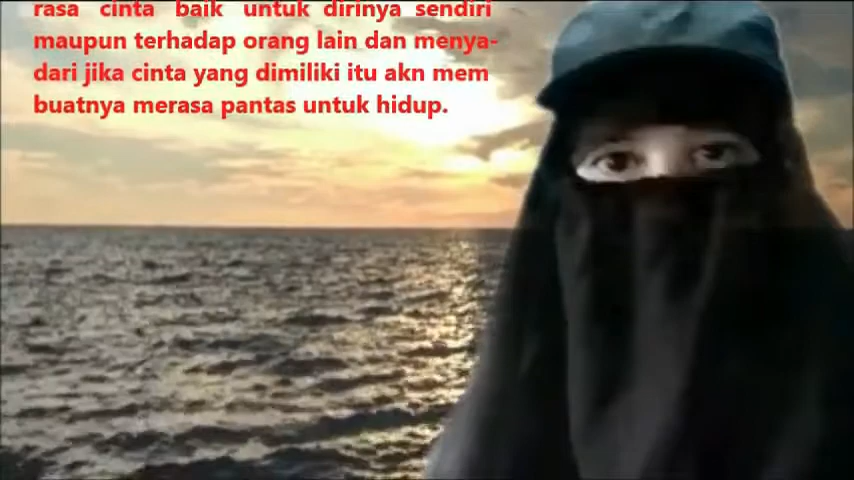 rasa cinta baik untuk dirinya sendiri
maupun terhadap orang lain dan menya-
dari jika cinta yang dimiliki itu akn mem
buatnya merasa pantas untuk hidup.